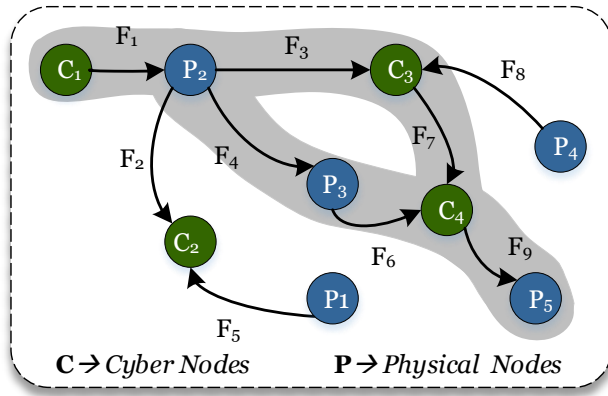 F₁
F₃
C₁
P₂
C₃
F₈
F₂
F₄
F₇
P₄
P₃
C₄
C₂
F₆
F₉
P1
P₅
F₅
C → Cyber Nodes
P → Physical Nodes